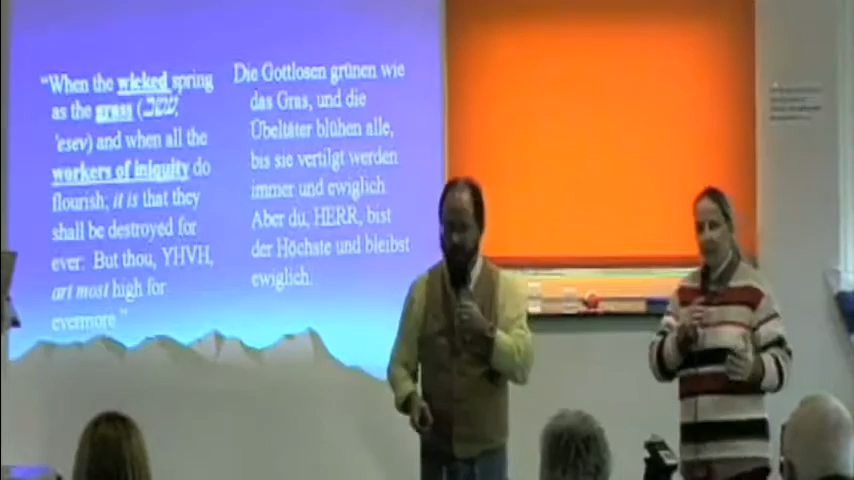 “When the wicked spring
as the grass (עשׂב,
'esev) and when all the
workers of iniquity do
flourish; it is that they
shall be destroyed for
ever: But thou, YHVH,
art most high for
evermore.”
Die Gottlosen grünen wie
das Gras, und die
Übeltäter blühen alle,
bis sie vertilgt werden
immer und ewiglich
Aber du, HERR, bist
der Höchste und bleibst
ewiglich.